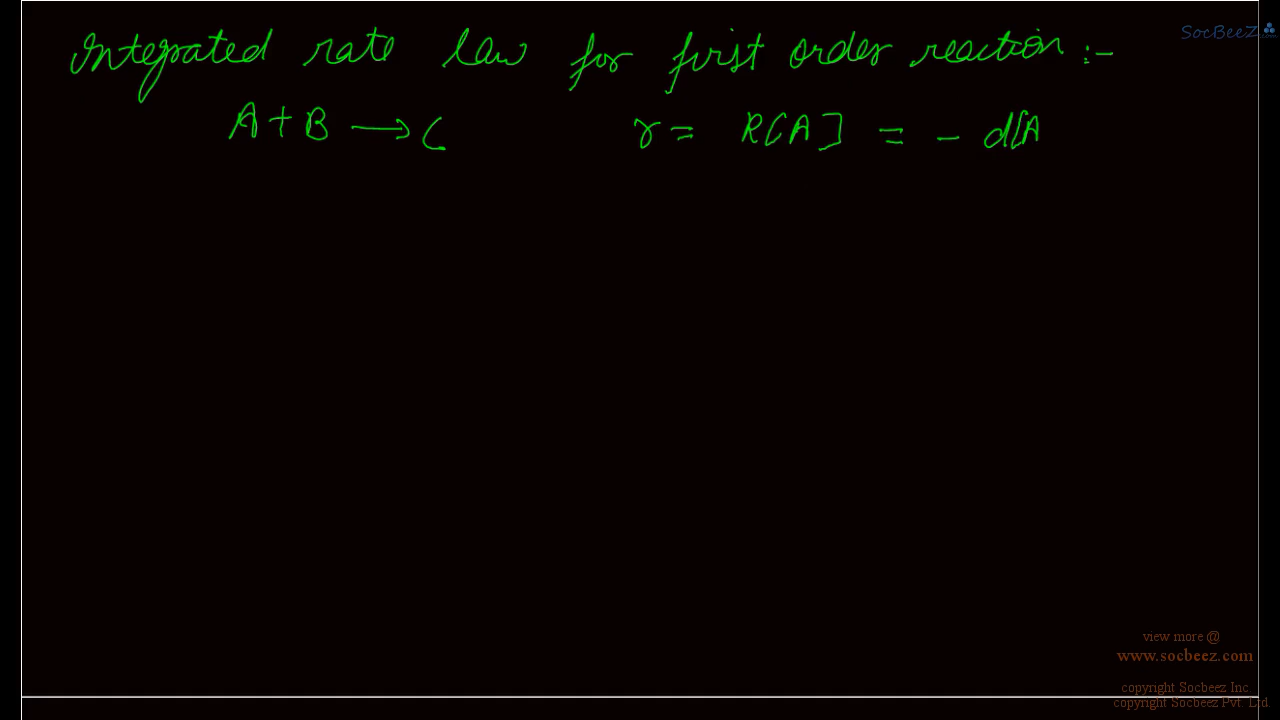 Integrated rate law for first order reaction :-
SocBeeZ
A + B → C r = k[A] = - d[A
view more @
www.socbeez.com
copyright Socbeez Inc
copyright Socbeez Pvt Ltd